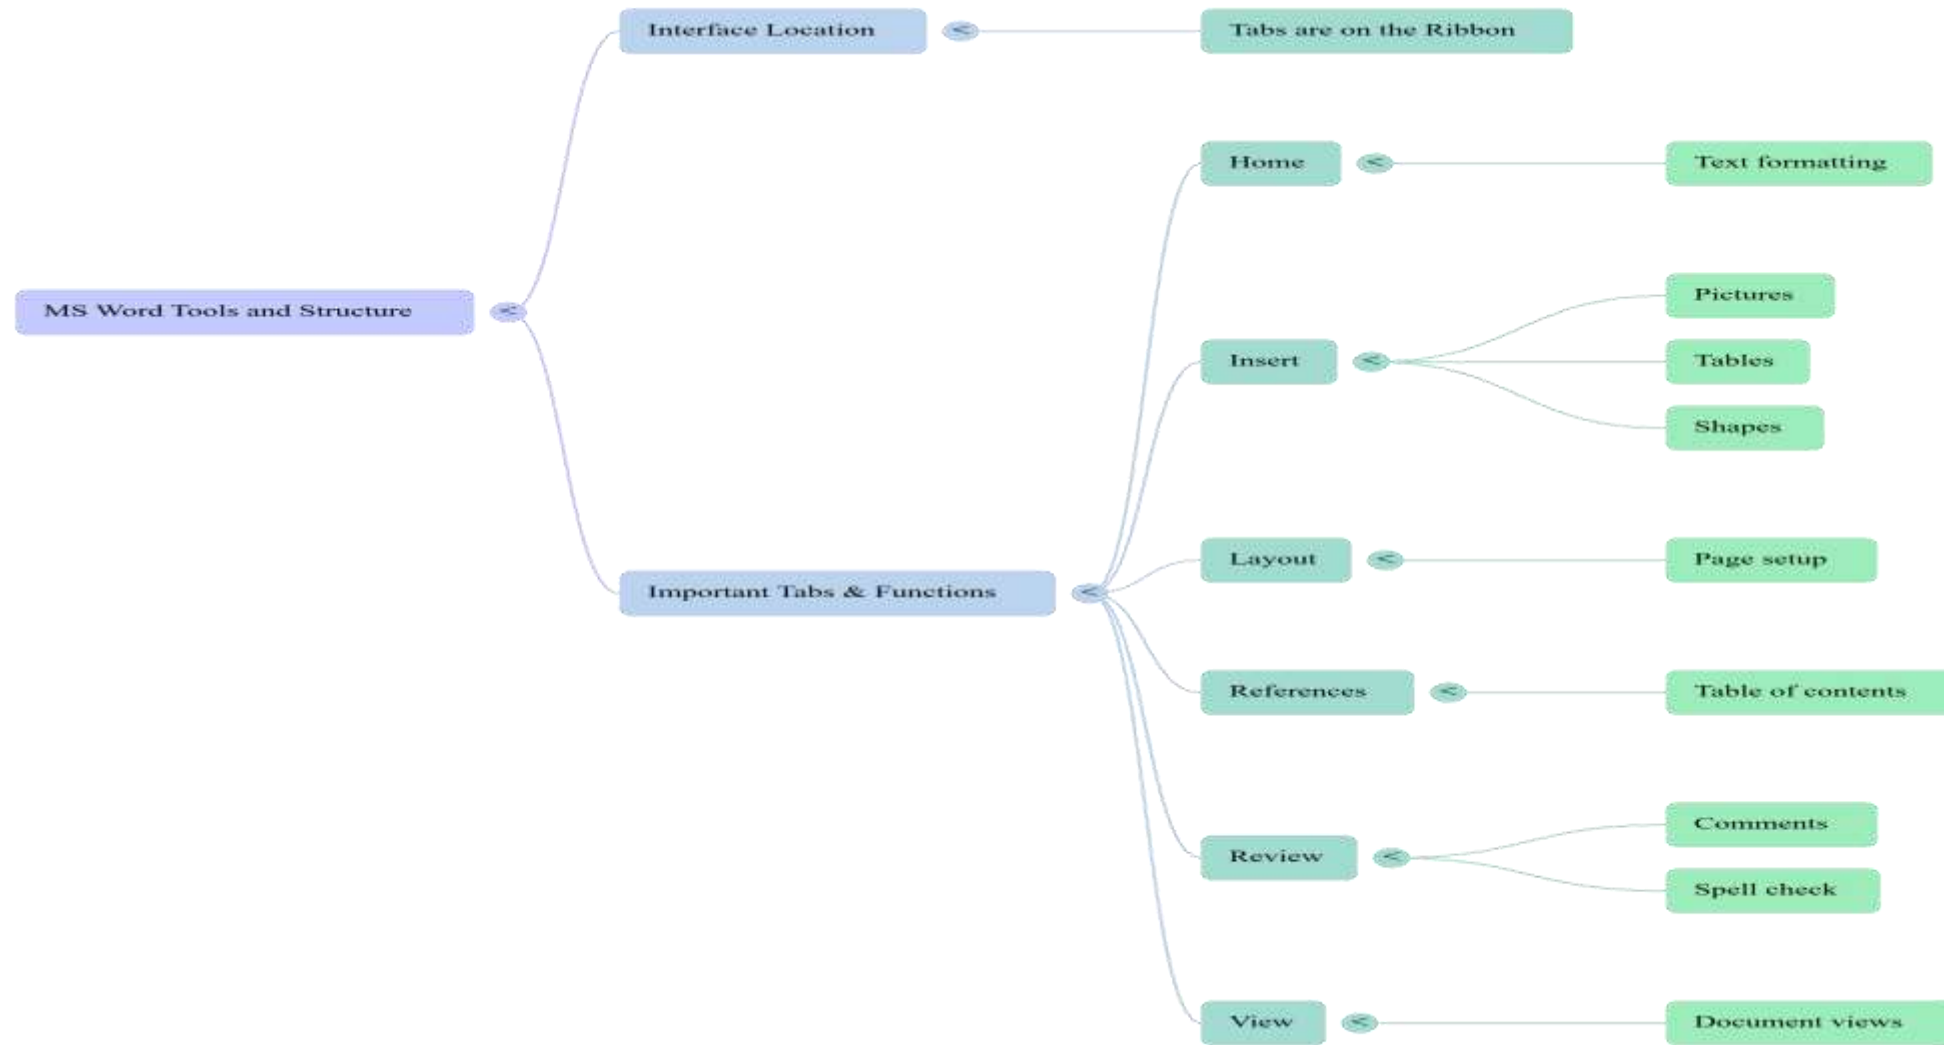 MS Word Tools and Structure
Interface Location
Tabs are on the Ribbon
Important Tabs & Functions
Home
Text formatting
Insert
Pictures
Tables
Shapes
Layout
Page setup
References
Table of contents
Review
Comments
Spell check
View
Document views